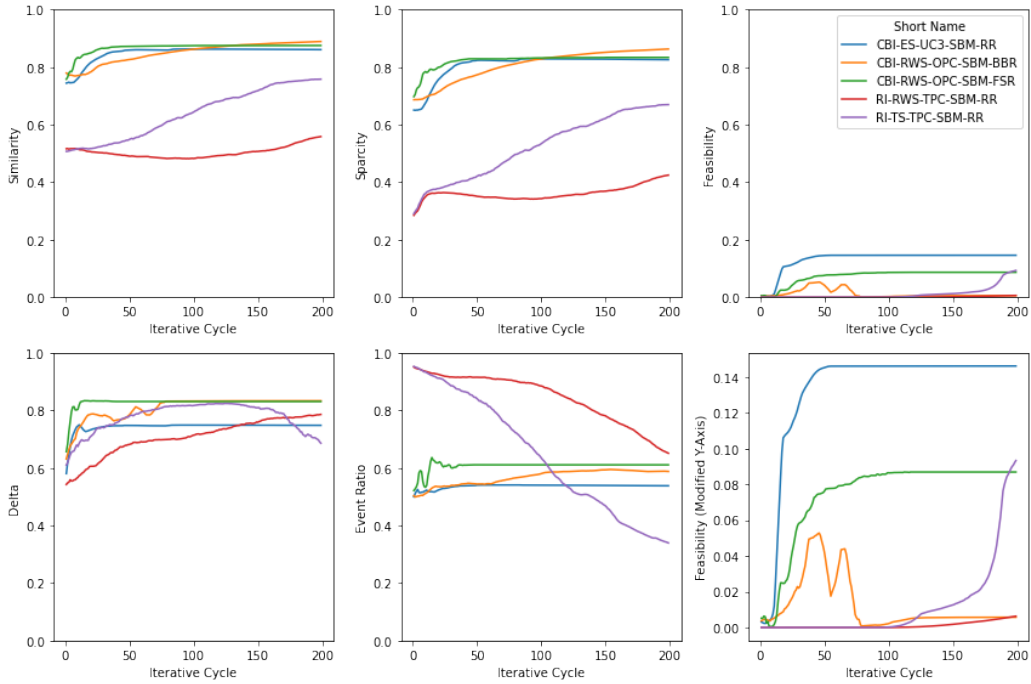 1.0
0.8
0.6
0.4
0.2
0.0
Similarity
0 50 100 150 200
Iterative Cycle
1.0
0.8
0.6
0.4
0.2
0.0
Sparcity
0 50 100 150 200
Iterative Cycle
1.0
0.8
0.6
0.4
0.2
0.0
Feasibility
Short Name
CBI-ES-UC3-SBM-RR
CBI-RWS-OPC-SBM-BBR
CBI-RWS-OPC-SBM-FSR
RI-RWS-TPC-SBM-RR
RI-TS-TPC-SBM-RR
0 50 100 150 200
Iterative Cycle
1.0
0.8
0.6
0.4
0.2
0.0
Delta
0 50 100 150 200
Iterative Cycle
1.0
0.8
0.6
0.4
0.2
0.0
Event Ratio
0 50 100 150 200
Iterative Cycle
0.14
0.12
0.10
0.08
0.06
0.04
0.02
0.00
Feasibility (Modified Y-Axis)
0 50 100 150 200
Iterative Cycle